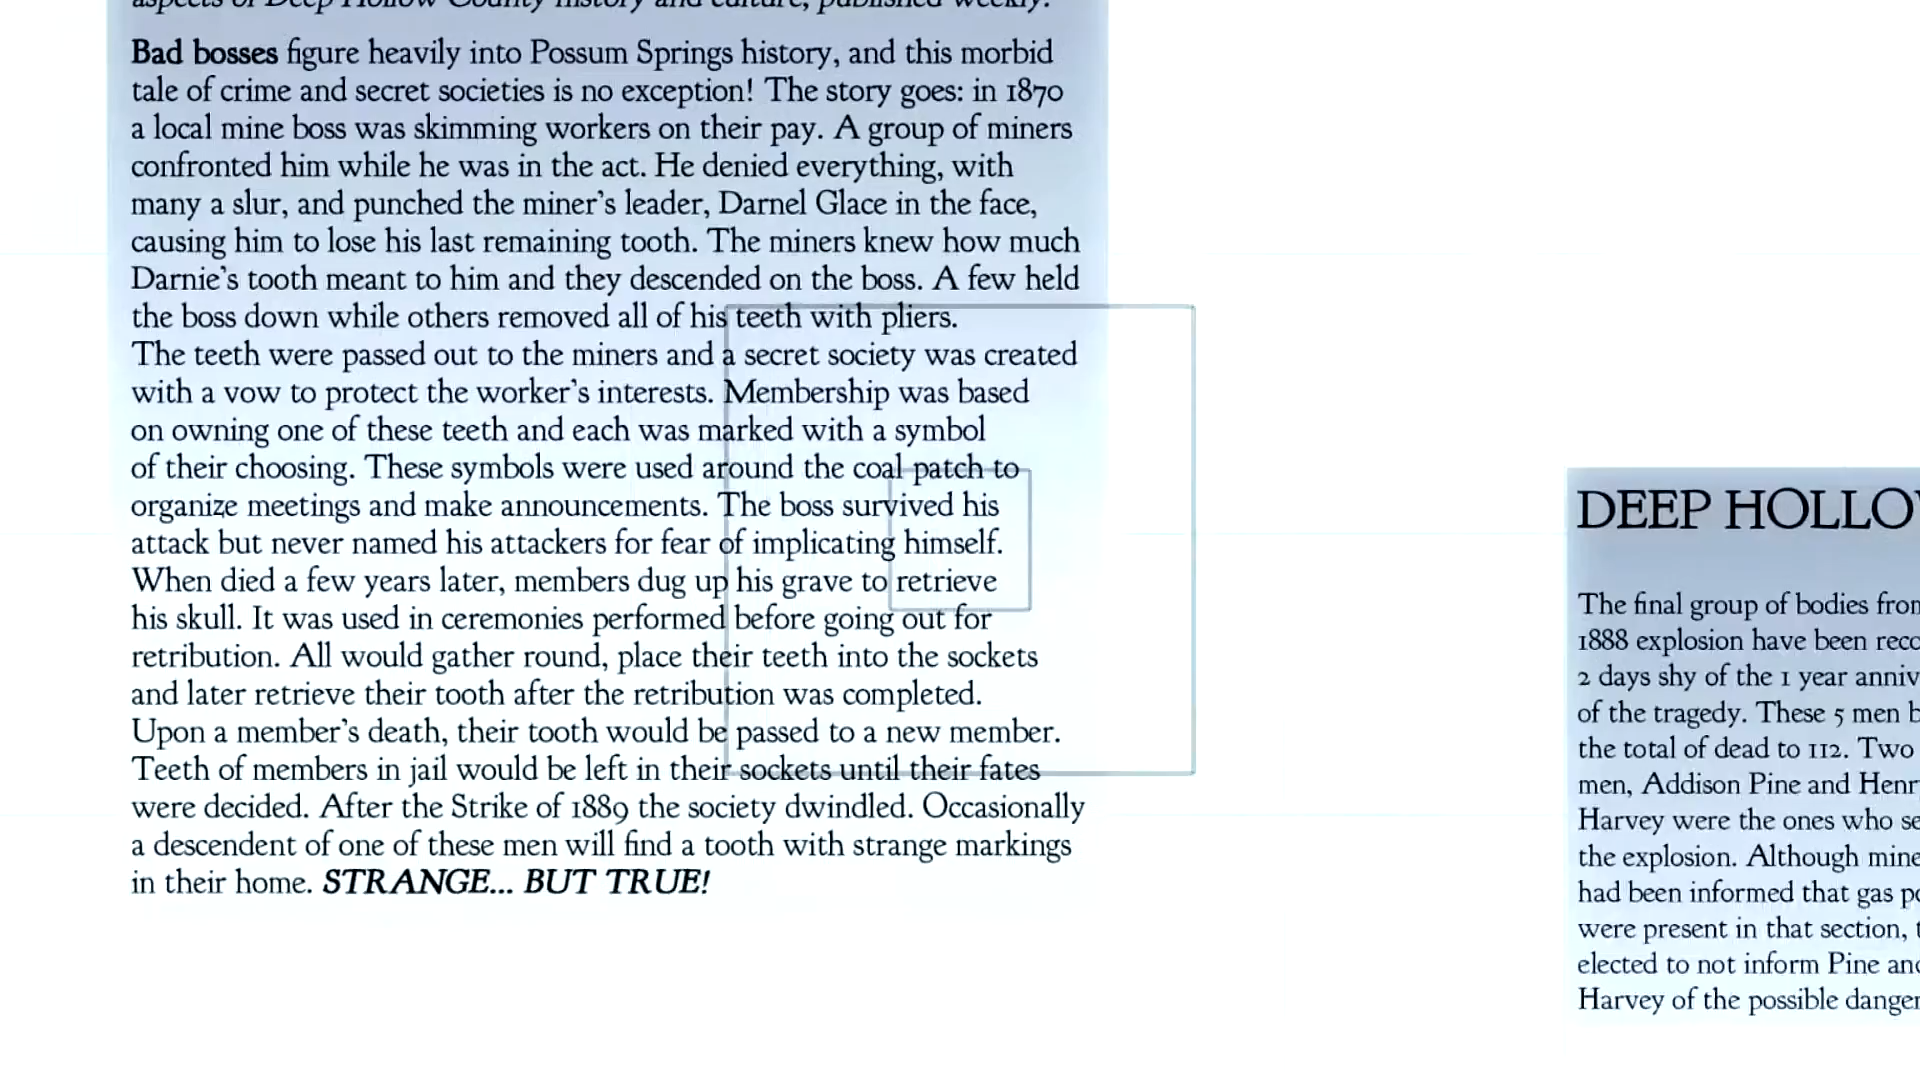 aspects of Deep Hollow County history and culture, published weekly.
Bad bosses figure heavily into Possum Springs history, and this morbid
tale of crime and secret societies is no exception! The story goes: in 1870
a local mine boss was skimming workers on their pay. A group of miners
confronted him while he was in the act. He denied everything, with
many a slur, and punched the miner's leader, Darnel Glace in the face,
causing him to lose his last remaining tooth. The miners knew how much
Darnie's tooth meant to him and they descended on the boss. A few held
the boss down while others removed all of his teeth with pliers.
The teeth were passed out to the miners and a secret society was created
with a vow to protect the worker's interests. Membership was based
on owning one of these teeth and each was marked with a symbol
of their choosing. These symbols were used around the coal patch to
organize meetings and make announcements. The boss survived his
attack but never named his attackers for fear of implicating himself.
When died a few years later, members dug up his grave to retrieve
his skull. It was used in ceremonies performed before going out for
retribution. All would gather round, place their teeth into the sockets
and later retrieve their tooth after the retribution was completed.
Upon a member's death, their tooth would be passed to a new member.
Teeth of members in jail would be left in their sockets until their fates
were decided. After the Strike of 1889 the society dwindled. Occasionally
a descendent of one of these men will find a tooth with strange markings
in their home. STRANGE... BUT TRUE!
DEEP HOLLO
The final group of bodies from
1888 explosion have been reco
2 days shy of the 1 year anniv
of the tragedy. These 5 men b
the total of dead to 112. Two
men, Addison Pine and Henr
Harvey were the ones who se
the explosion. Although mine
had been informed that gas po
were present in that section, t
elected to not inform Pine and
Harvey of the possible danger